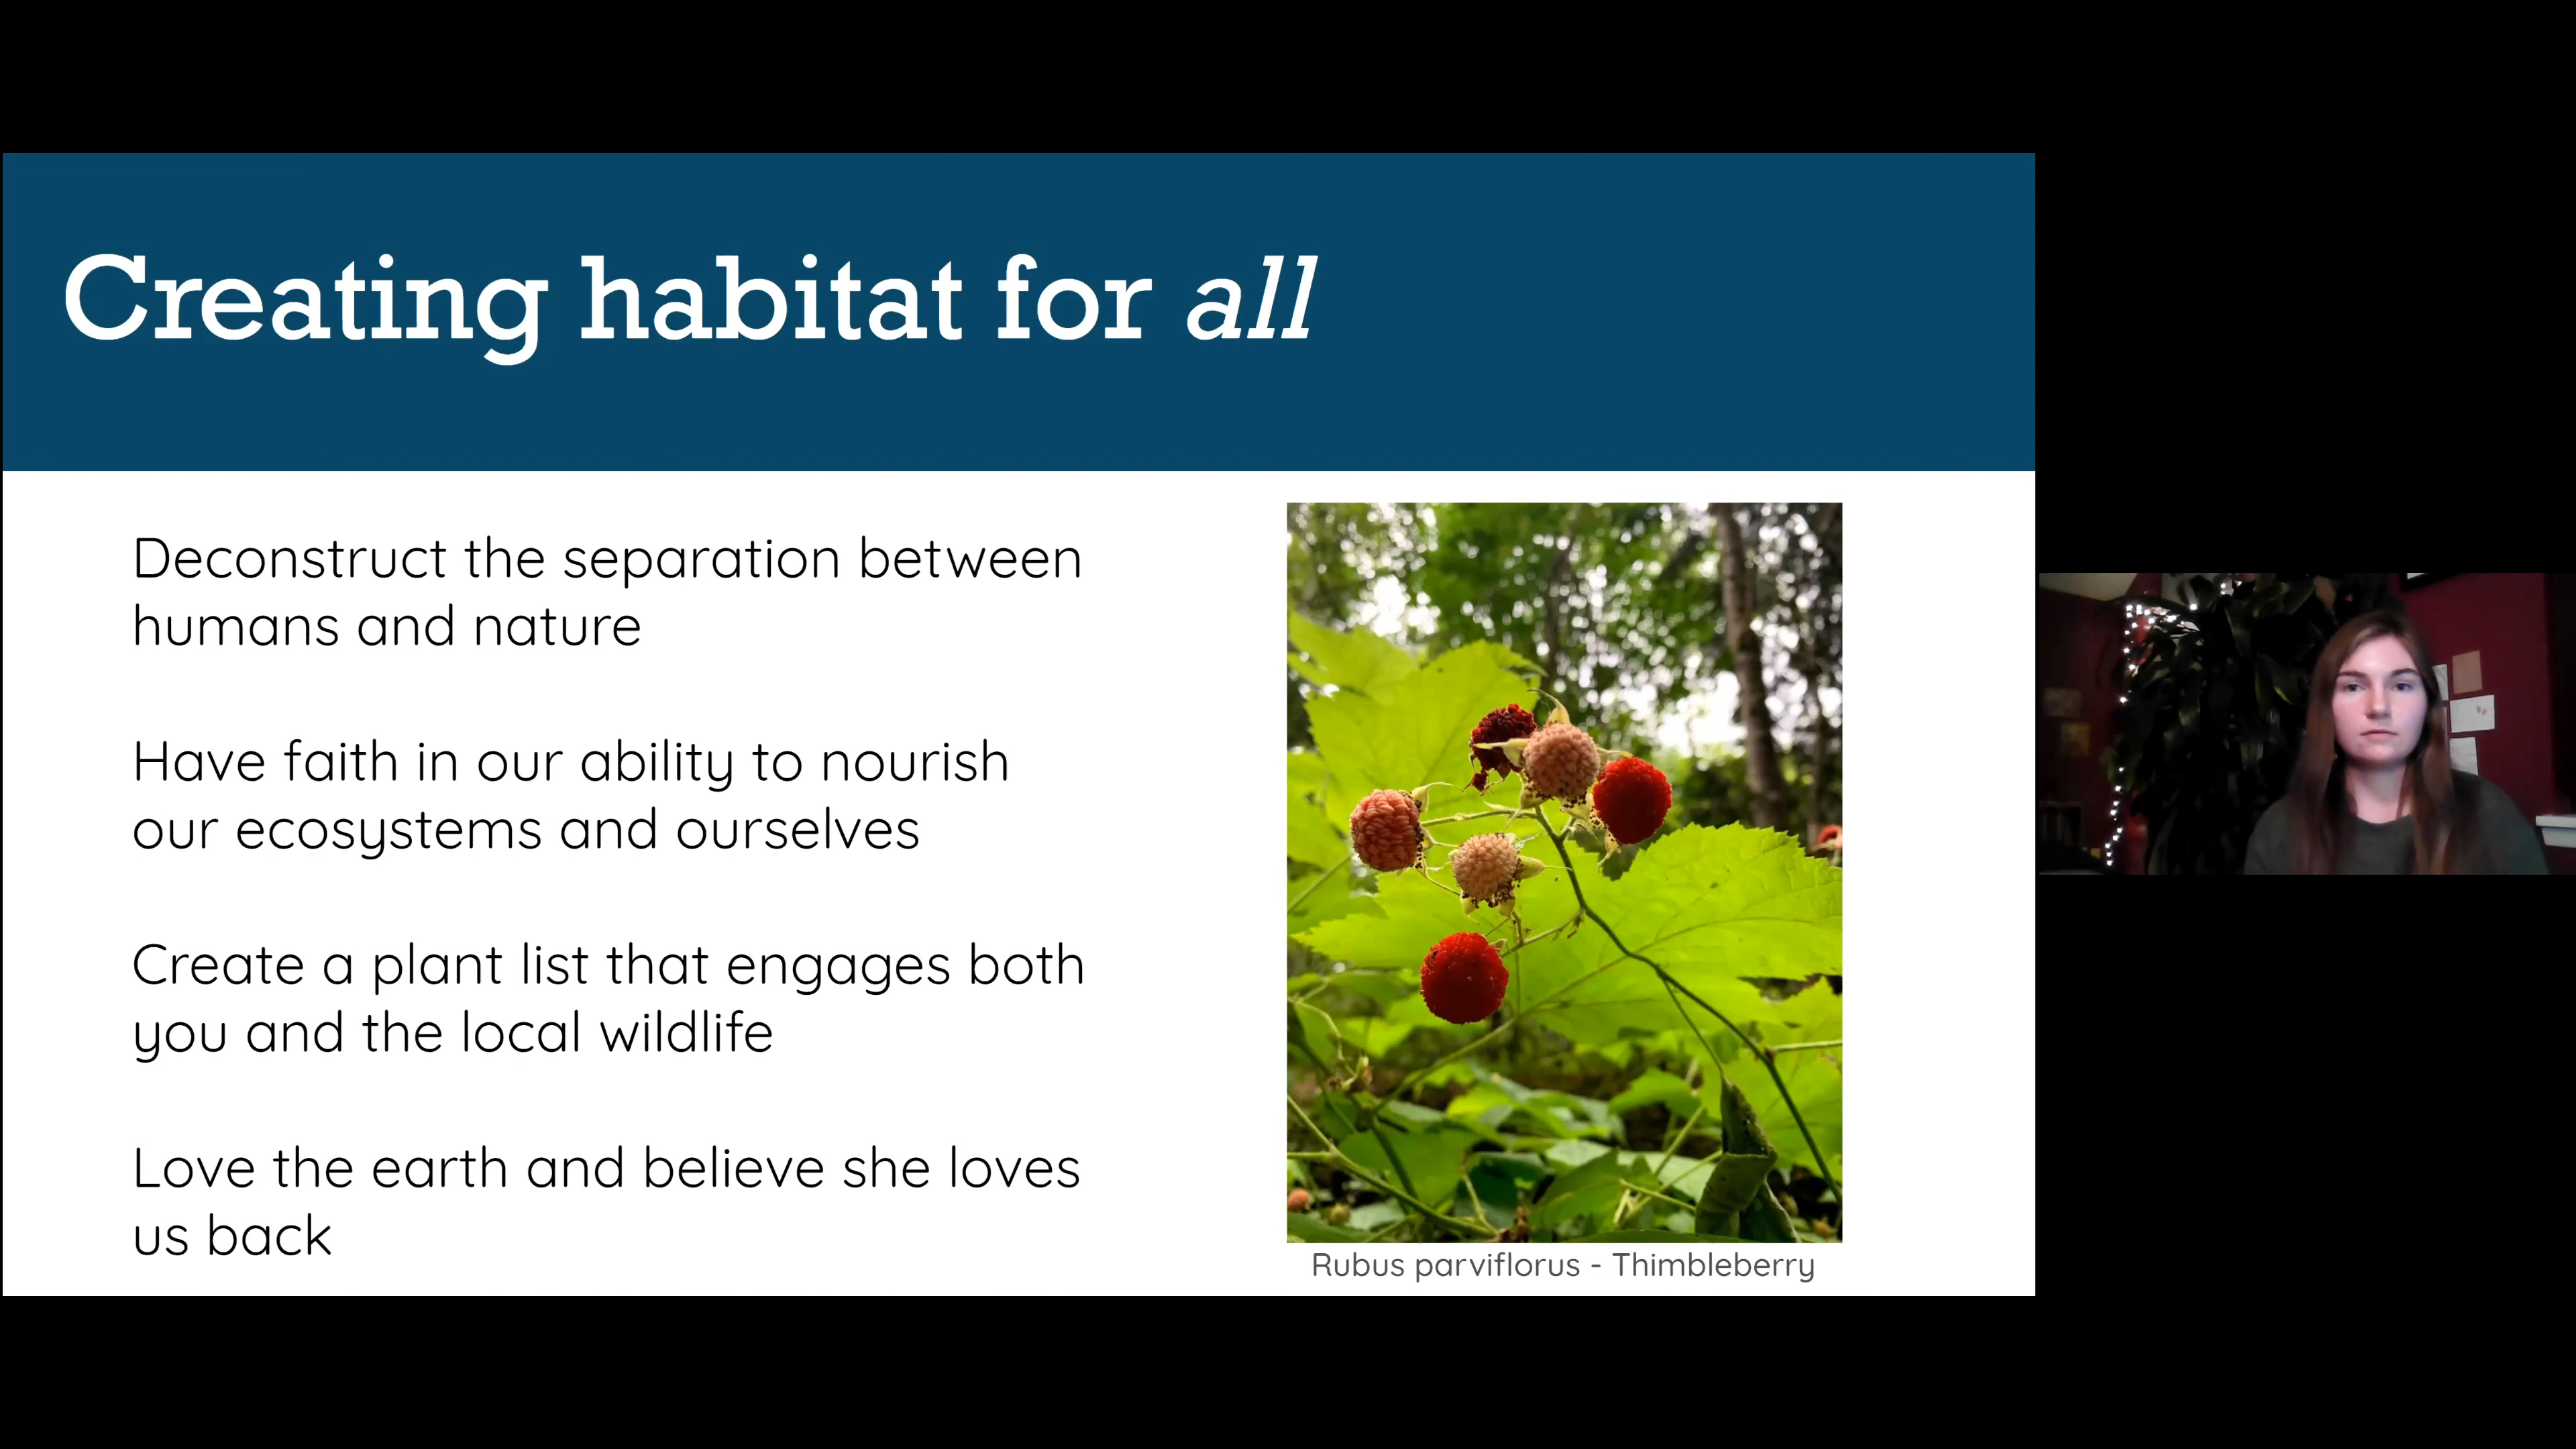 Creating habitat for all
Deconstruct the separation between
humans and nature
Have faith in our ability to nourish
our ecosystems and ourselves
Create a plant list that engages both
you and the local wildlife
Love the earth and believe she loves
us back
Rubus parviflorus - Thimbleberry